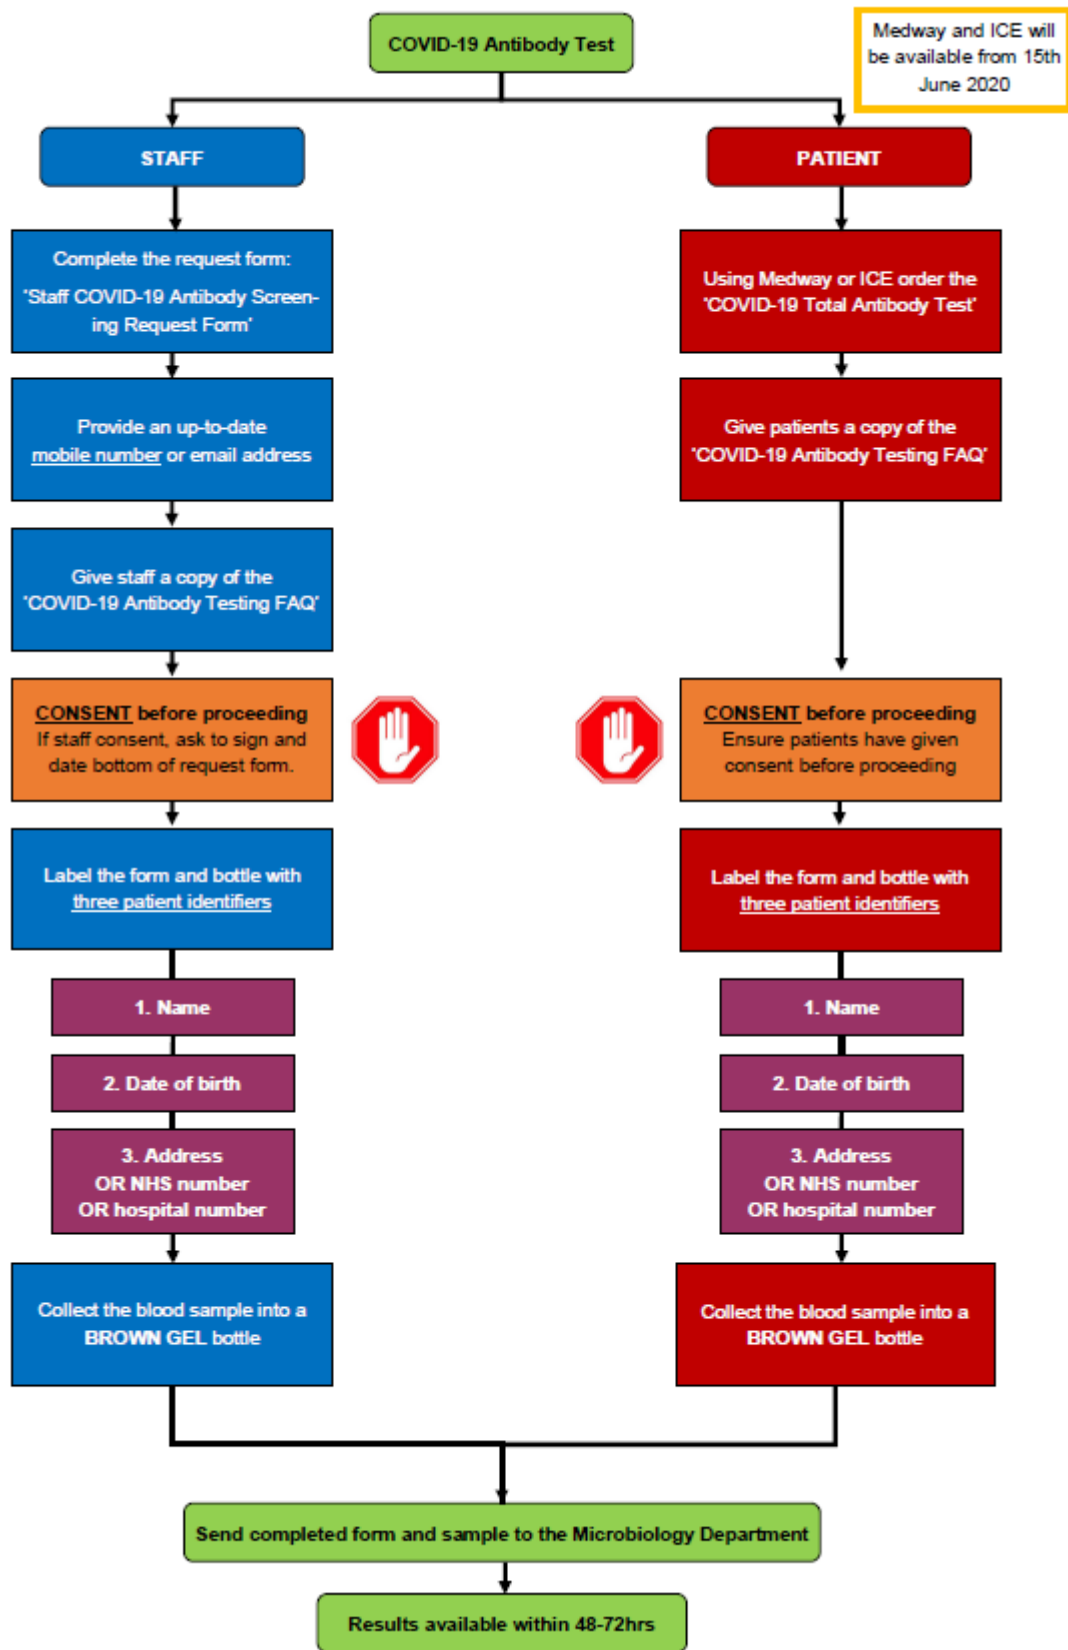 COVID-19 Antibody Test
Medway and ICE will
be available from 15th
June 2020
STAFF
Complete the request form:
'Staff COVID-19 Antibody Screen-
ing Request Form'
Provide an up-to-date
mobile number or email address
Give staff a copy of the
'COVID-19 Antibody Testing FAQ'
CONSENT before proceeding
If staff consent, ask to sign and
date bottom of request form.
Label the form and bottle with
three patient identifiers
1. Name
2. Date of birth
3. Address
OR NHS number
OR hospital number
Collect the blood sample into a
BROWN GEL bottle
PATIENT
Using Medway or ICE order the
'COVID-19 Total Antibody Test'
Give patients a copy of the
'COVID-19 Antibody Testing FAQ'
CONSENT before proceeding
Ensure patients have given
consent before proceeding
Label the form and bottle with
three patient identifiers
1. Name
2. Date of birth
3. Address
OR NHS number
OR hospital number
Collect the blood sample into a
BROWN GEL bottle
Send completed form and sample to the Microbiology Department
Results available within 48-72hrs